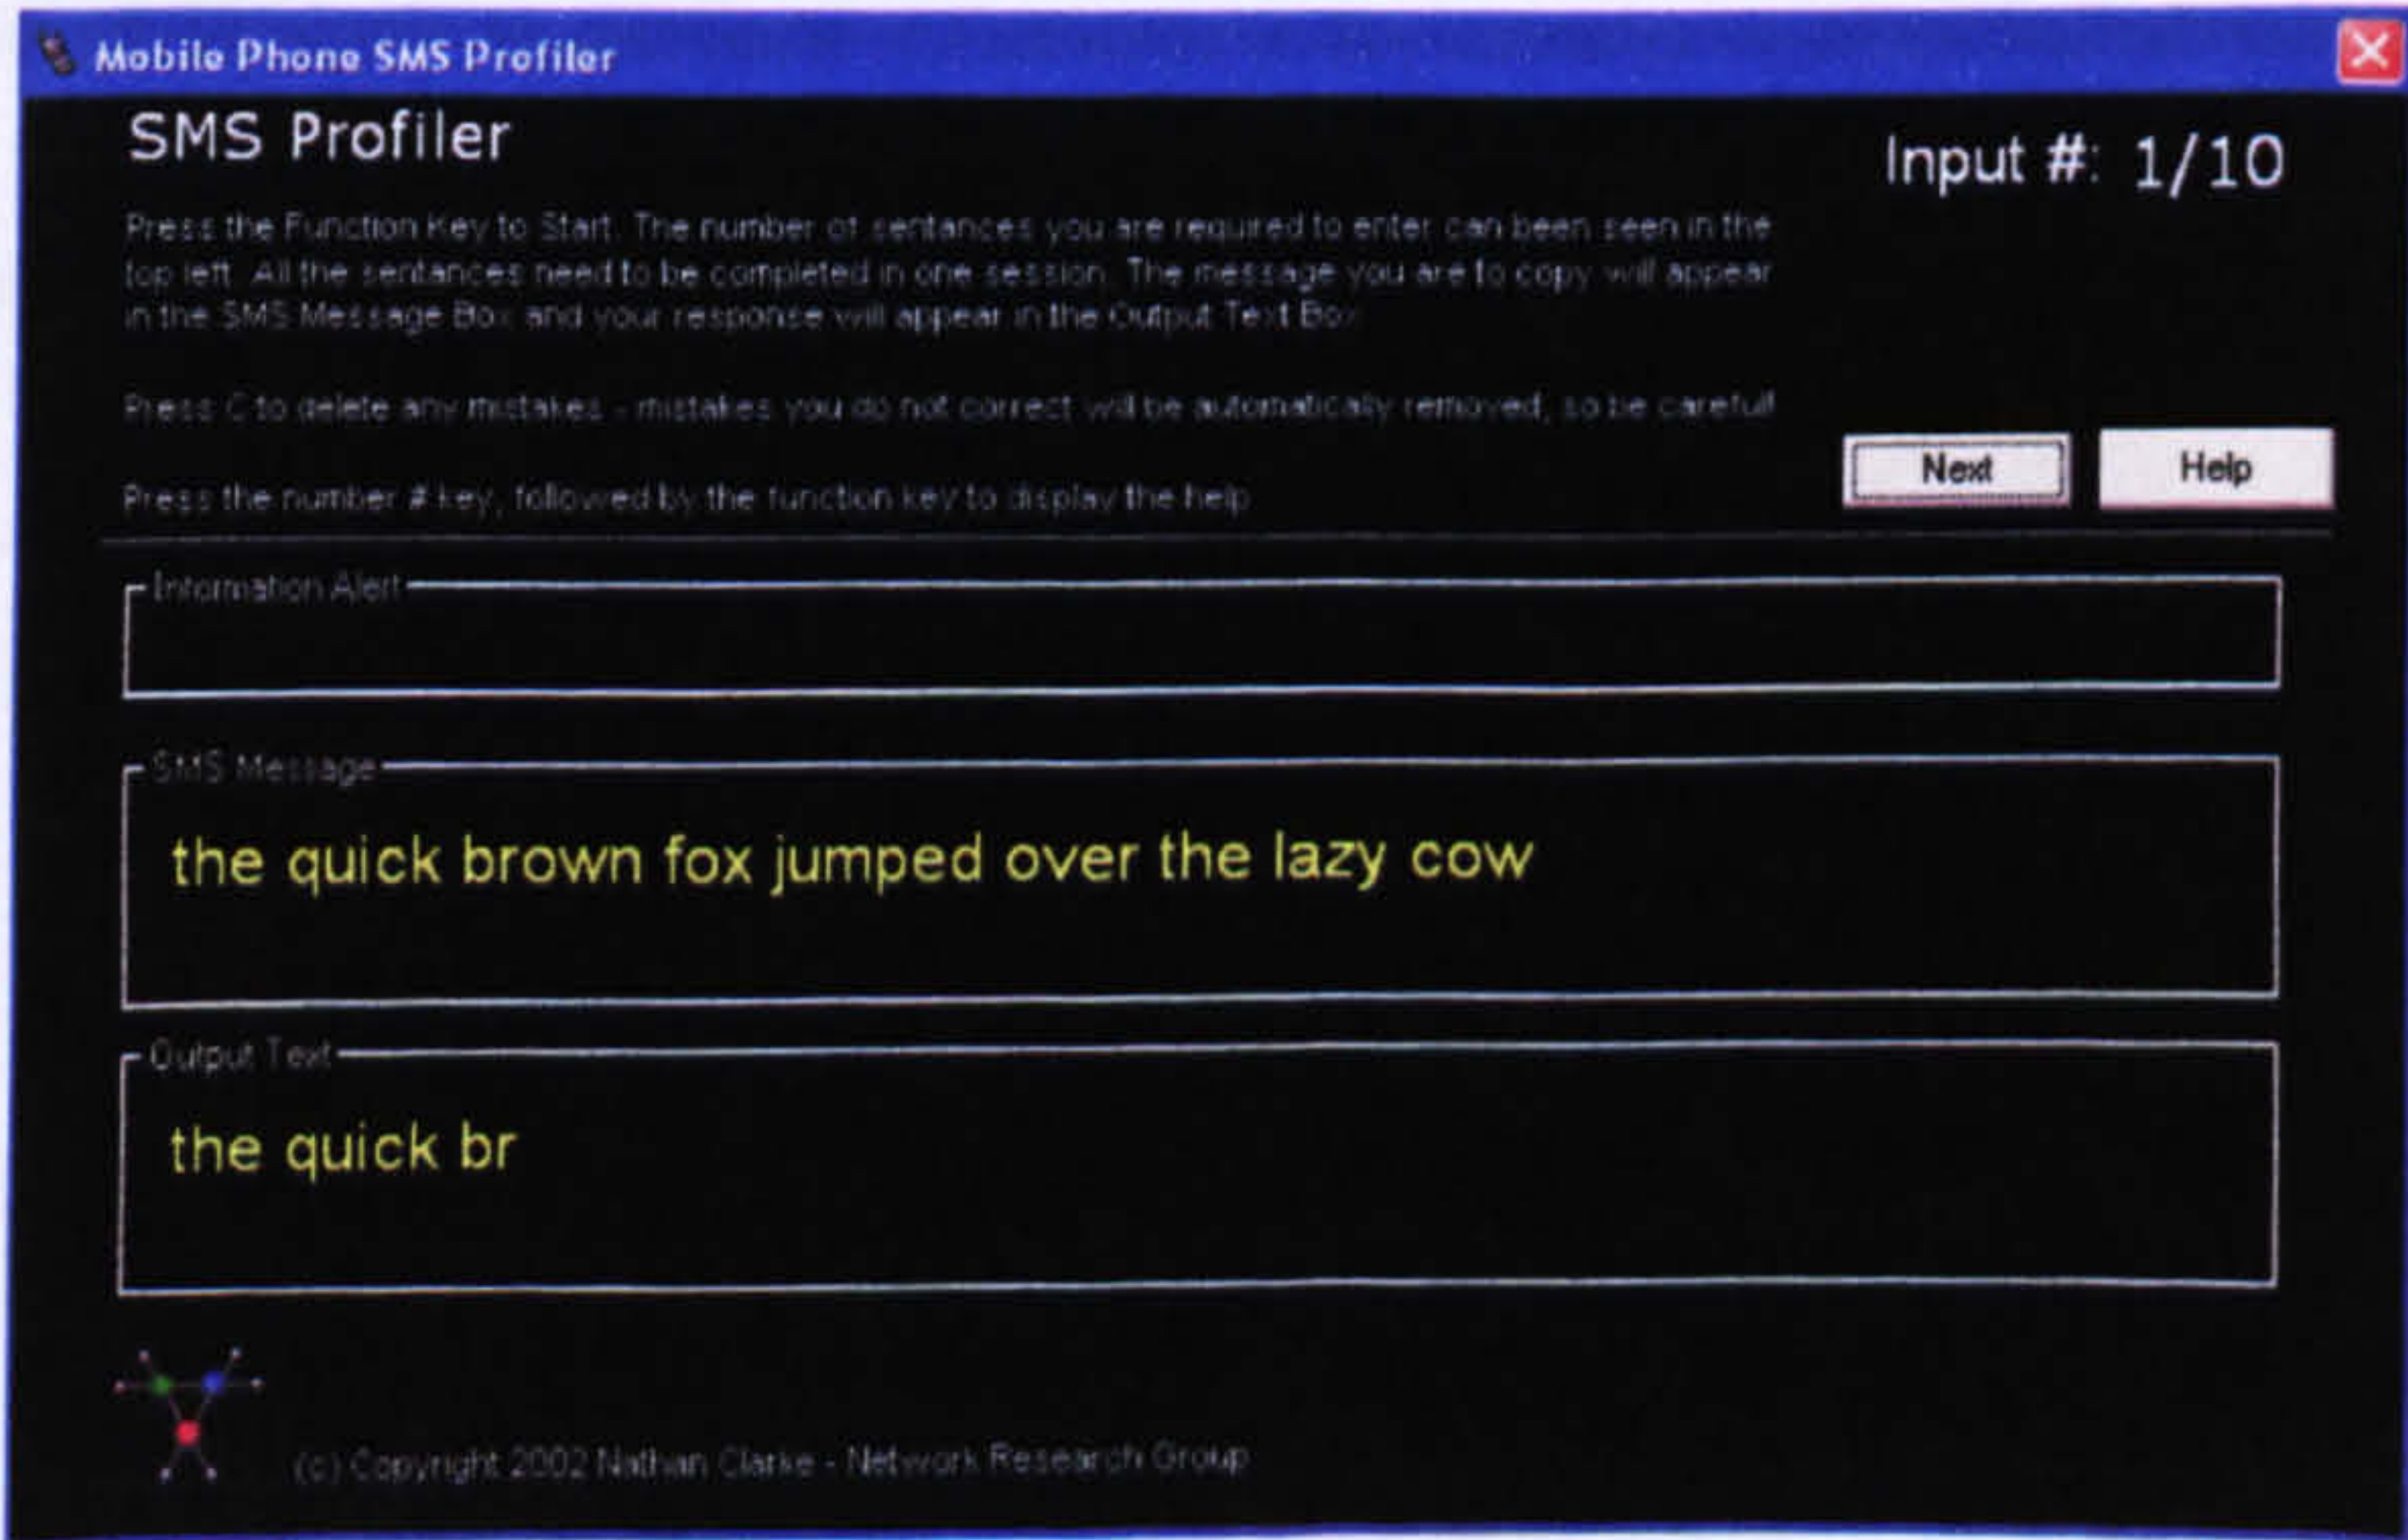 Mobile Phone SMS Profiler
SMS Profiler
Input #: 1/10
Press the Function Key to Start. The number of sentances you are required to enter can been seen in the
top left. All the sentances need to be completed in one session. The message you are to copy will appear
in the SMS Message Box and your response will appear in the Output Text Box
Press C to delete any mistakes - mistakes you do not correct will be automatically removed, so be careful!
Next
Help
Press the number # key, followed by the function key to display the help
Information Alert
SMS Message
the quick brown fox jumped over the lazy cow
Output Text
the quick br
(c) Copyright 2002 Nathan Clarke - Network Research Group